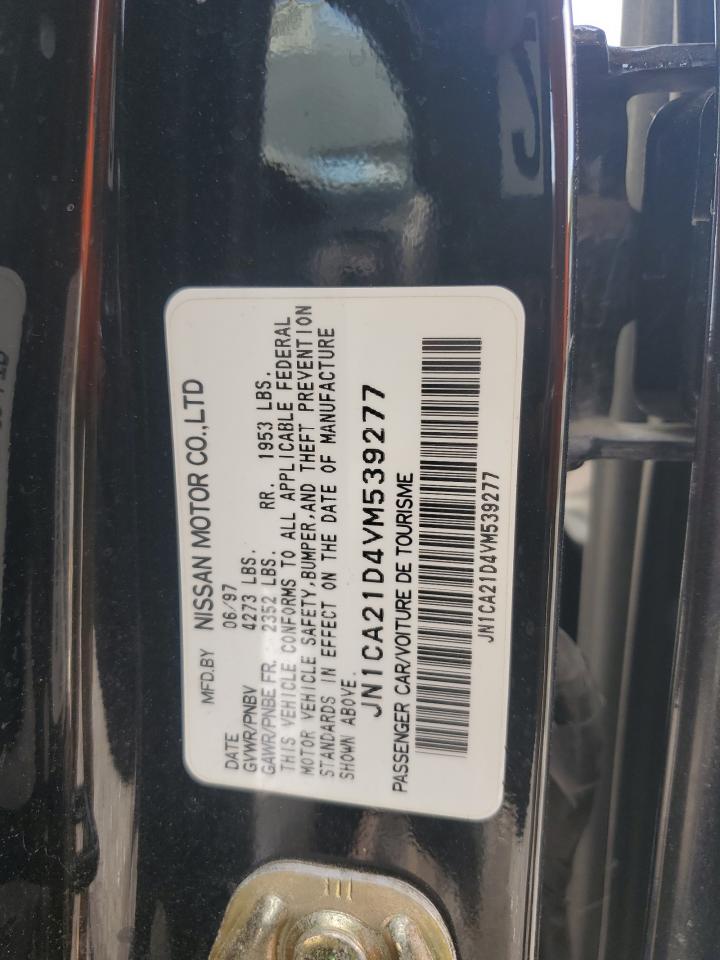 MFD.BY NISSAN MOTOR CO.,LTD
DATE 06/97
GVWR/PNBV 4273 LBS.
GAWR/PNBE FR. 2352 LBS. RR. 1953 LBS.
THIS VEHICLE CONFORMS TO ALL APPLICABLE FEDERAL
MOTOR VEHICLE SAFETY,BUMPER,AND THEFT PREVENTION
STANDARDS IN EFFECT ON THE DATE OF MANUFACTURE
SHOWN ABOVE.
JN1CA21D4VM539277
PASSENGER CAR/VOITURE DE TOURISME
JN1CA21D4VM539277